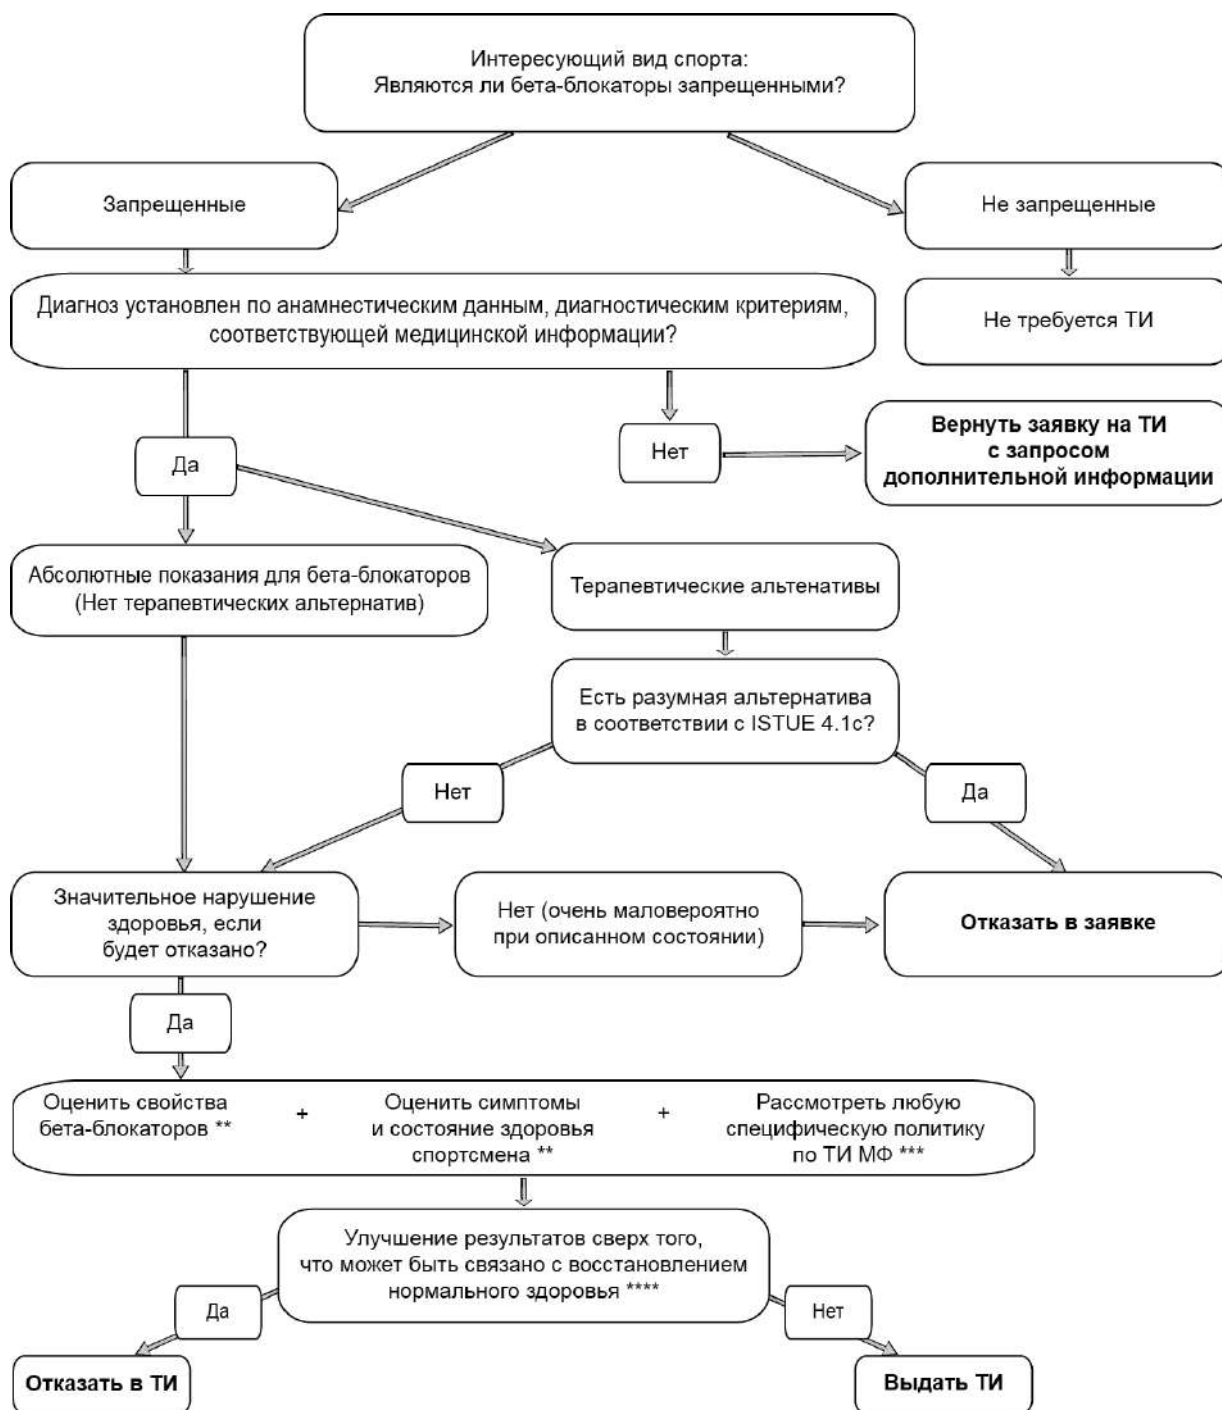 Интересующий вид спорта:
Являются ли бета-блокаторы запрещенными?
Запрещенные
Не запрещенные
Диагноз установлен по анамнестическим данным, диагностическим критериям,
соответствующей медицинской информации?
Не требуется ТИ
Да
Нет
Вернуть заявку на ТИ
с запросом
дополнительной информации
Абсолютные показания для бета-блокаторов
(Нет терапевтических альтернатив)
Терапевтические альтенативы
Есть разумная альтернатива
в соответствии с ISTUE 4.1c?
Нет
Да
Значительное нарушение
здоровья, если
будет отказано?
Нет (очень маловероятно
при описанном состоянии)
Отказать в заявке
Да
Оценить свойства
бета-блокаторов **
+
Оценить симптомы
и состояние здоровья
спортсмена **
+
Рассмотреть любую
специфическую политику
по ТИ МФ ***
Улучшение результатов сверх того,
что может быть связано с восстановлением
нормального здоровья ****
Да
Нет
Отказать в ТИ
Выдать ТИ